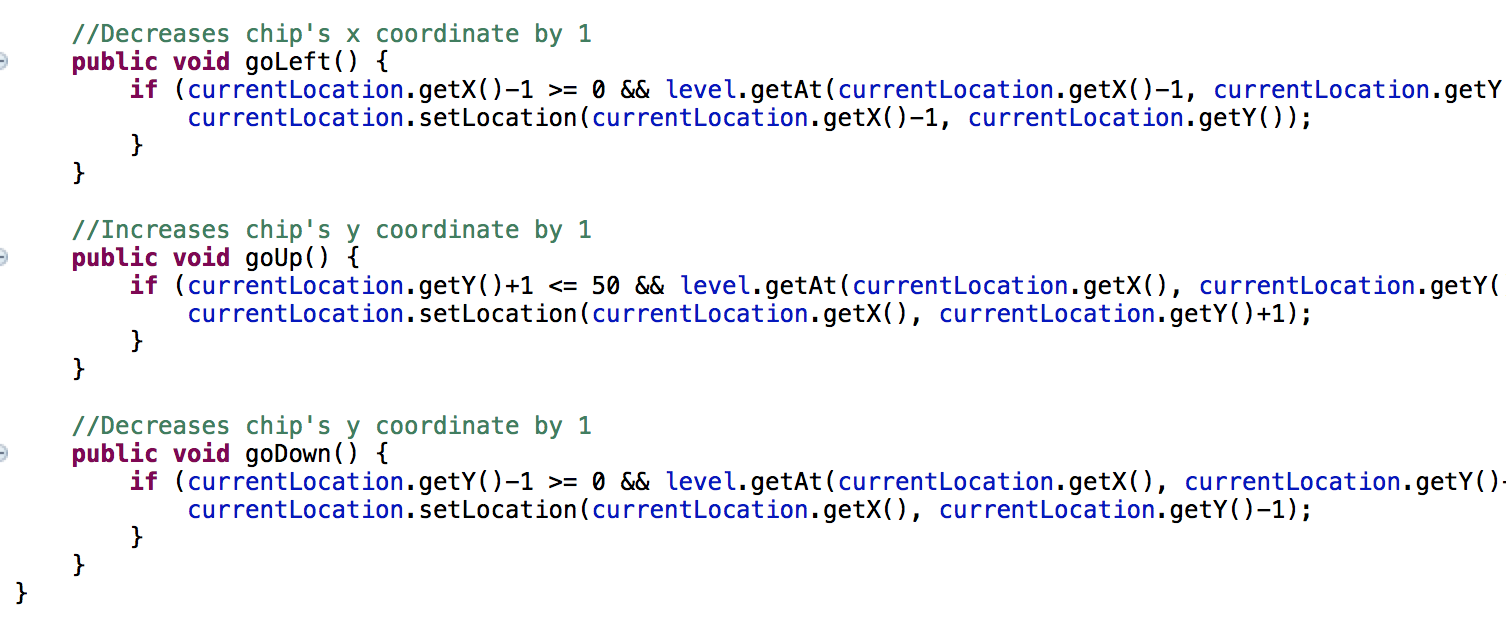 //Decreases chip's x coordinate by 1
public void goLeft() {
if (currentLocation.getX()-1 >= 0 && level.getAt(currentLocation.getX()-1, currentLocation.getY
currentLocation.setLocation(currentLocation.getX()-1, currentLocation.getY());
}
}
//Increases chip's y coordinate by 1
public void goUp() {
if (currentLocation.getY()+1 <= 50 && level.getAt(currentLocation.getX(), currentLocation.getY(
currentLocation.setLocation(currentLocation.getX(), currentLocation.getY()+1);
}
}
//Decreases chip's y coordinate by 1
public void goDown() {
if (currentLocation.getY()-1 >= 0 && level.getAt(currentLocation.getX(), currentLocation.getY()-
currentLocation.setLocation(currentLocation.getX(), currentLocation.getY()-1);
}
}
}